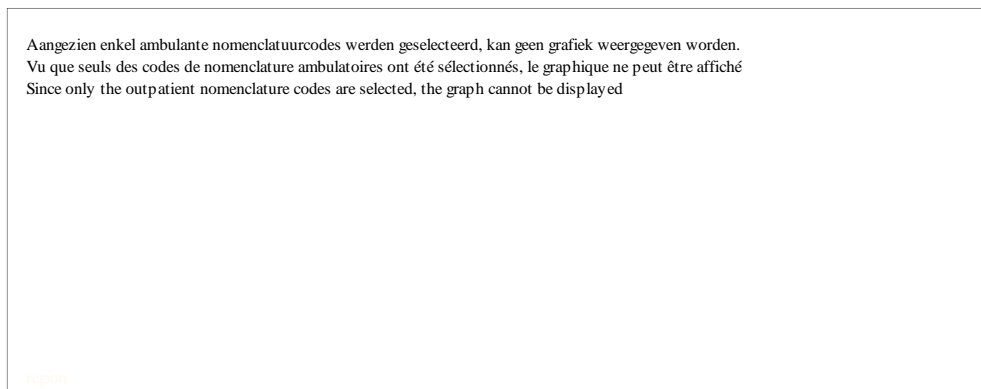 Aangezien enkel ambulante nomenclatuurcodes werden geselecteerd, kan geen grafiek weergegeven worden.
Vu que seuls des codes de nomenclature ambulatoires ont été sélectionnés, le graphique ne peut être affiché
Since only the outpatient nomenclature codes are selected, the graph cannot be displayed